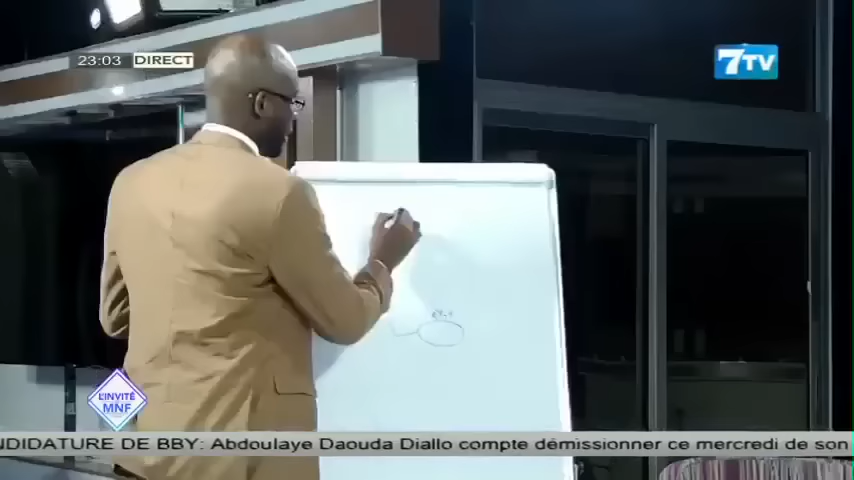 23:03 DIRECT
7TV
L'INVITÉ
MNF
NDIDATURE DE BBY: Abdoulaye Daouda Diallo compte démissionner ce mercredi de son